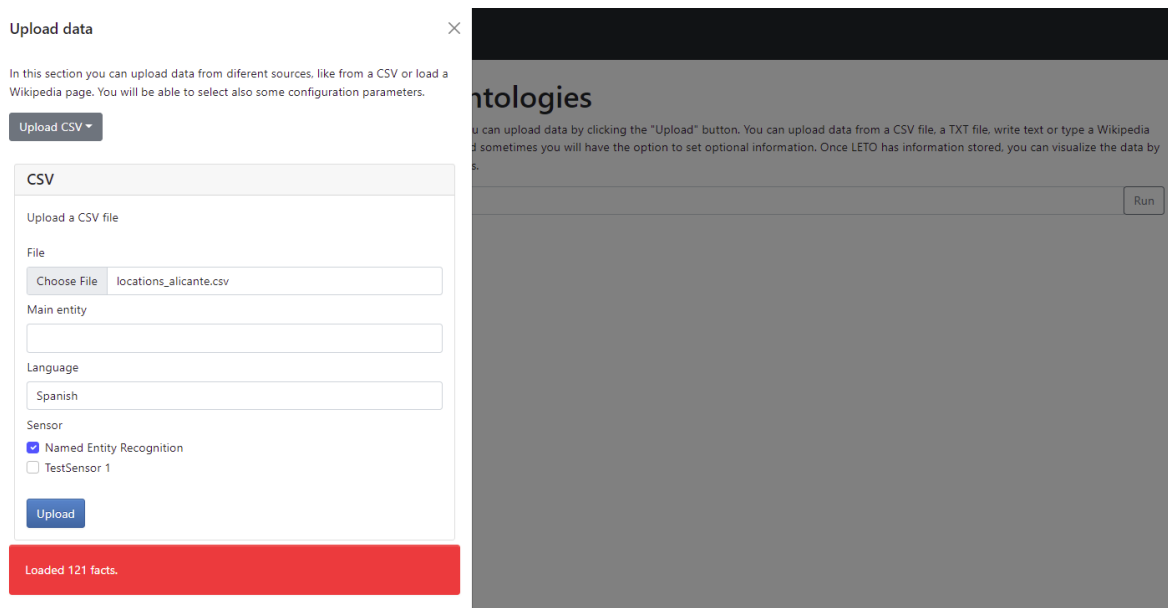 Upload data
In this section you can upload data from diferent sources, like from a CSV or load a
Wikipedia page. You will be able to select also some configuration parameters.
Upload CSV
CSV
Upload a CSV file
File
Choose File locations_alicante.csv
Main entity
Language
Spanish
Sensor
Named Entity Recognition
TestSensor 1
Upload
Loaded 121 facts.
ntologies
u can upload data by clicking the "Upload" button. You can upload data from a CSV file, a TXT file, write text or type a Wikipedia
d sometimes you will have the option to set optional information. Once LETO has information stored, you can visualize the data by
s.
Run